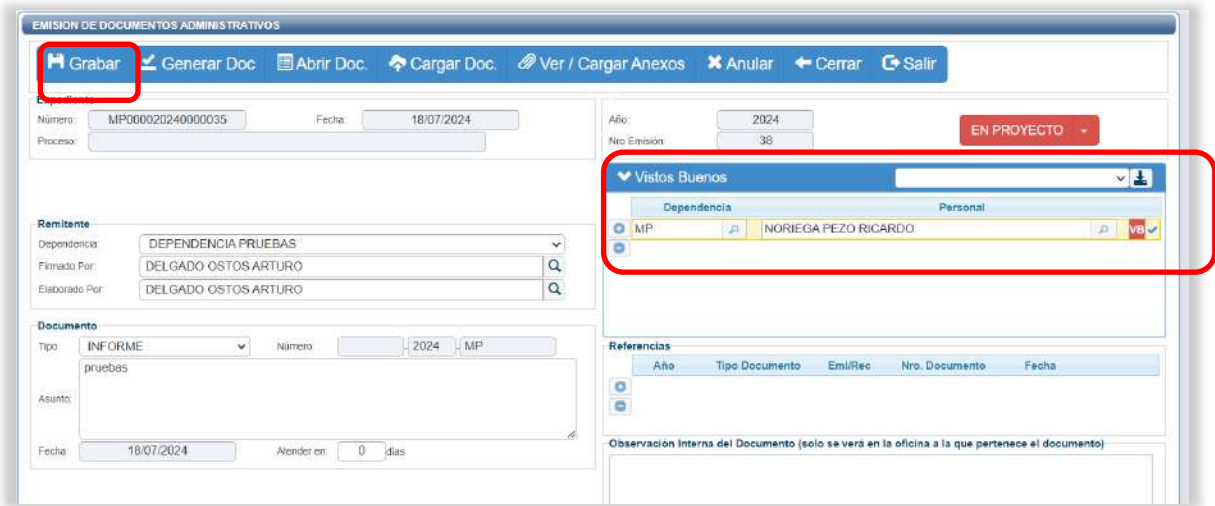 EMISION DE DOCUMENTOS ADMINISTRATIVOS
Grabar Generar Doc Abrir Doc. Cargar Doc. Ver / Cargar Anexos Anular Cerrar Salir
Expediente
Número: MP000020240000035 Fecha: 18/07/2024
Proceso:
Año: 2024
Nro Emisión: 38
EN PROYECTO
Vistos Buenos
Dependencia Personal
MP NORIEGA PEZO RICARDO VB
Remitente
Dependencia: DEPENDENCIA PRUEBAS
Firmado Por: DELGADO OSTOS ARTURO
Elaborado Por: DELGADO OSTOS ARTURO
Documento
Tipo: INFORME Número: - 2024 - MP
Asunto: pruebas
Fecha: 18/07/2024 Atender en: 0 días
Referencias
Año Tipo Documento Emi/Rec Nro. Documento Fecha
Observación Interna del Documento (solo se verá en la oficina a la que pertenece el documento)